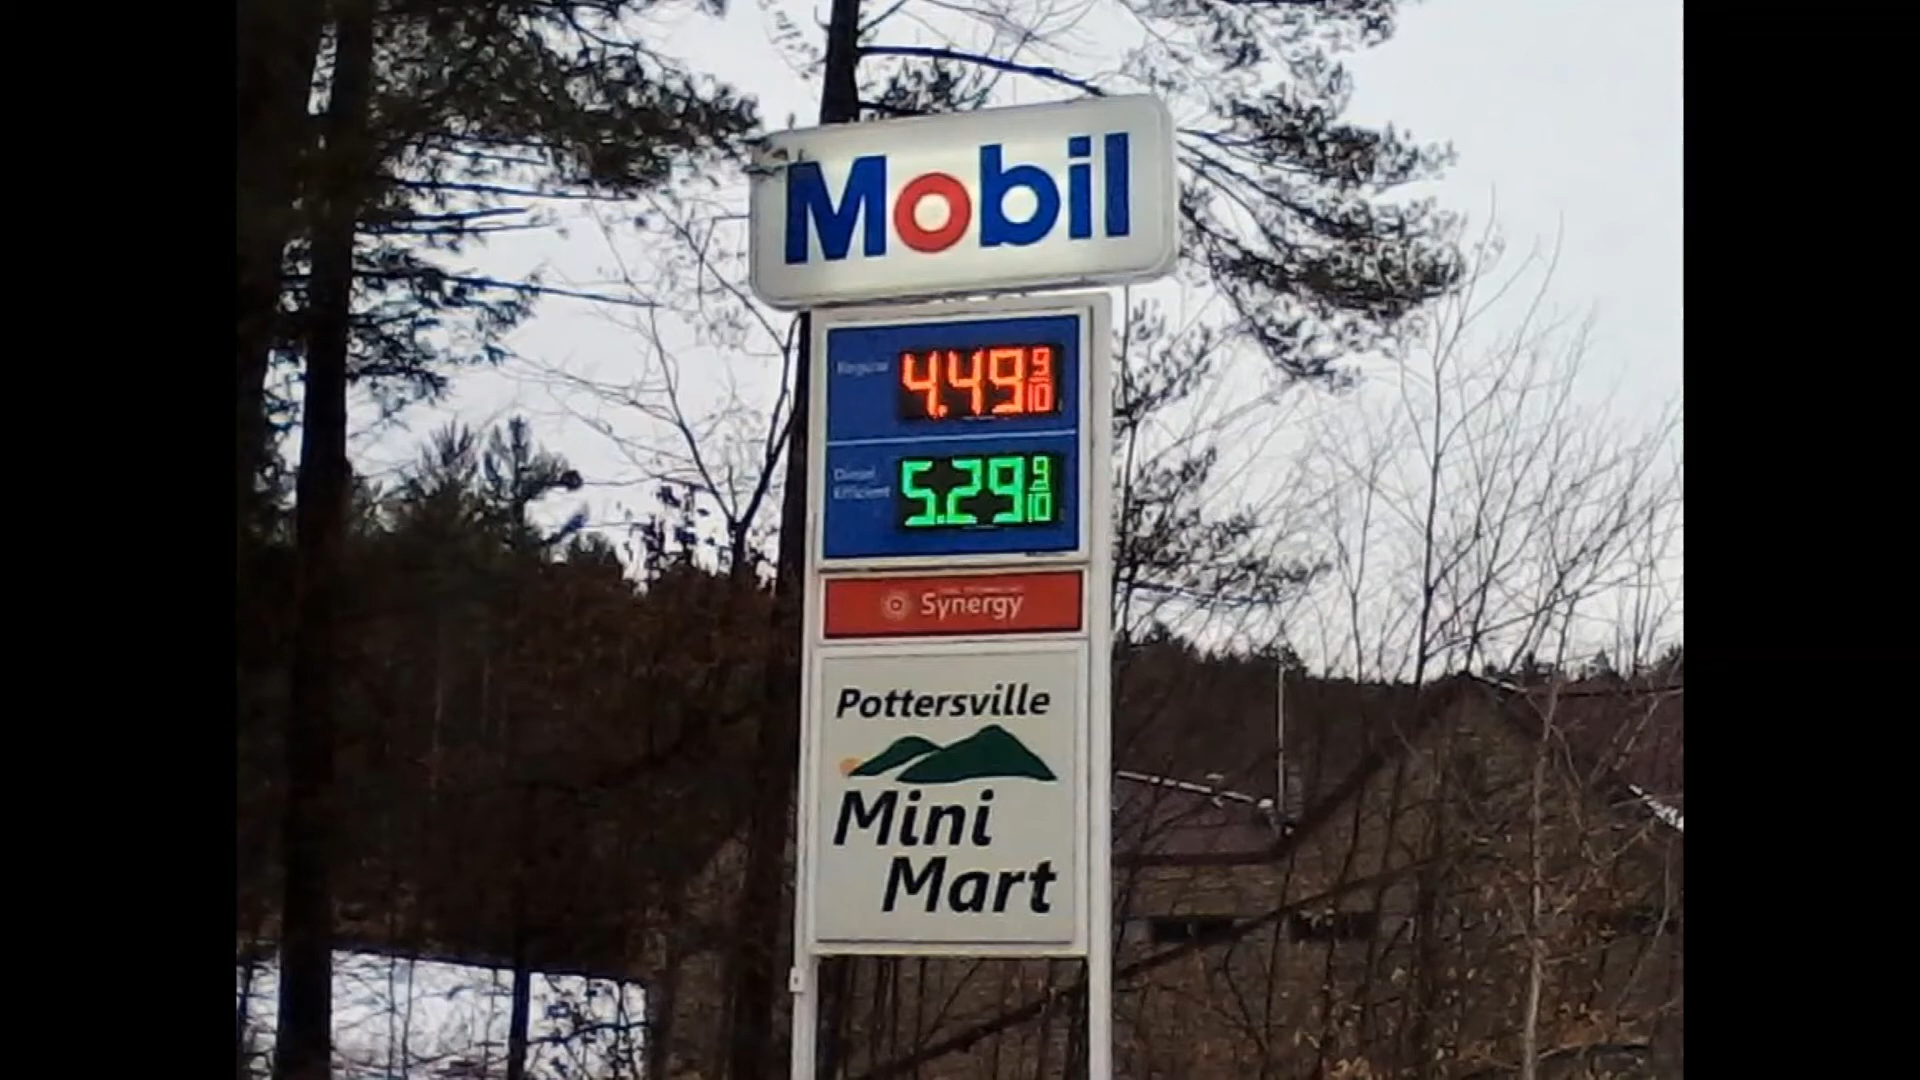 Mobil
Regular 4.49 9/10
Diesel
Efficient 5.29 9/10
Synergy
Pottersville
Mini
Mart